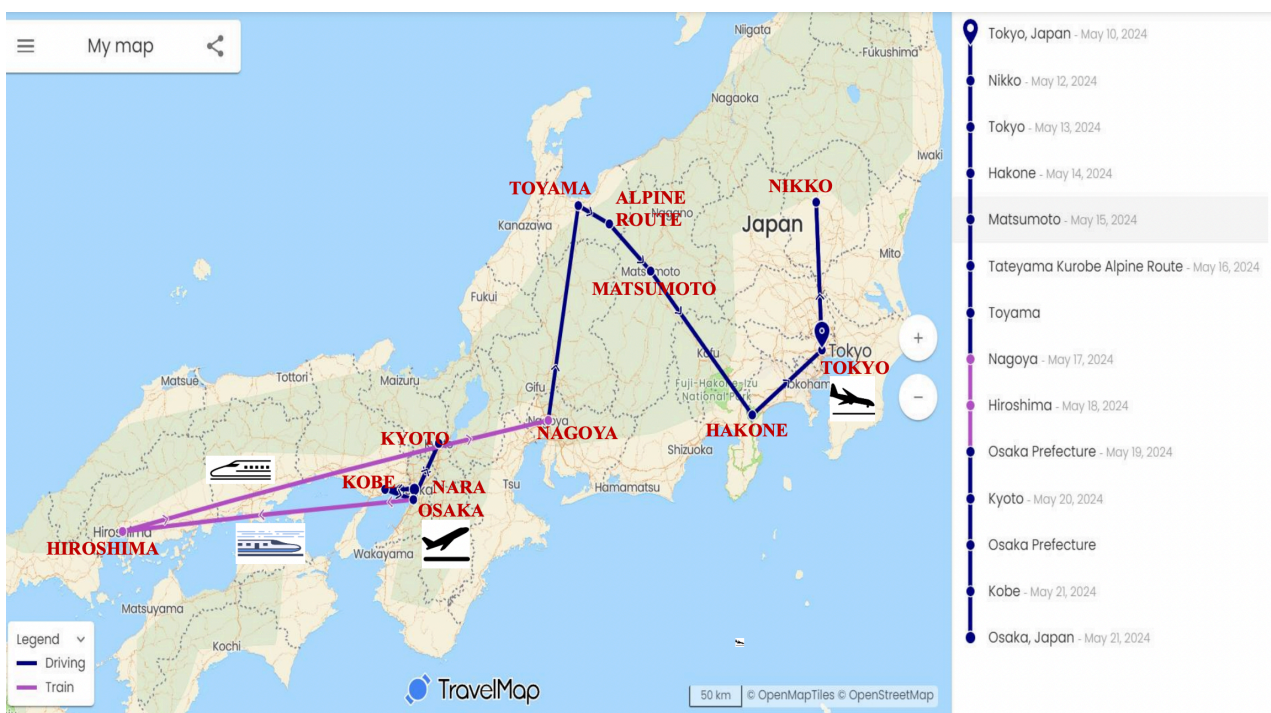 My map
Niigata
Fukushima
Nagaoka
Iwaki
TOYAMA
NIKKO
ALPINE
ROUTE
Nagano
Kanazawa
Japan
Mito
Matsumoto
MATSUMOTO
Fukui
Kofu
Tokyo
TOKYO
Matsue
Tottori
Maizuru
Gifu
Fuji-Hakone-Izu
National Park
Yokoham
HAKONE
NAGOYA
KYOTO
Shizuoka
KOBE
NARA
Tsu
Hamamatsu
OSAKA
Hiroshima
HIROSHIMA
Wakayama
Matsuyama
Kochi
Legend
Driving
Train
TravelMap
50 km
© OpenMapTiles © OpenStreetMap
+
−
Tokyo, Japan - May 10, 2024
Nikko - May 12, 2024
Tokyo - May 13, 2024
Hakone - May 14, 2024
Matsumoto - May 15, 2024
Tateyama Kurobe Alpine Route - May 16, 2024
Toyama
Nagoya - May 17, 2024
Hiroshima - May 18, 2024
Osaka Prefecture - May 19, 2024
Kyoto - May 20, 2024
Osaka Prefecture
Kobe - May 21, 2024
Osaka, Japan - May 21, 2024